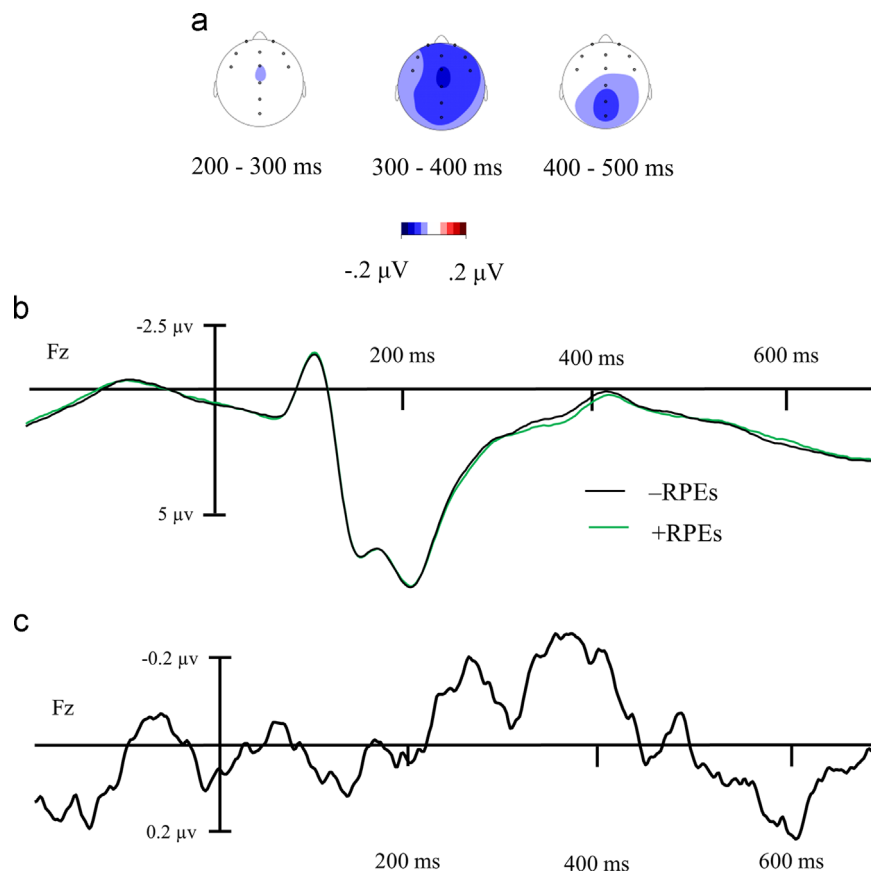 a
200 - 300 ms
300 - 400 ms
400 - 500 ms
-.2 µV
.2 µV
b
-2.5 µv
Fz
200 ms
400 ms
600 ms
5 µv
–RPEs
+RPEs
c
-0.2 µv
Fz
0.2 µv
200 ms
400 ms
600 ms